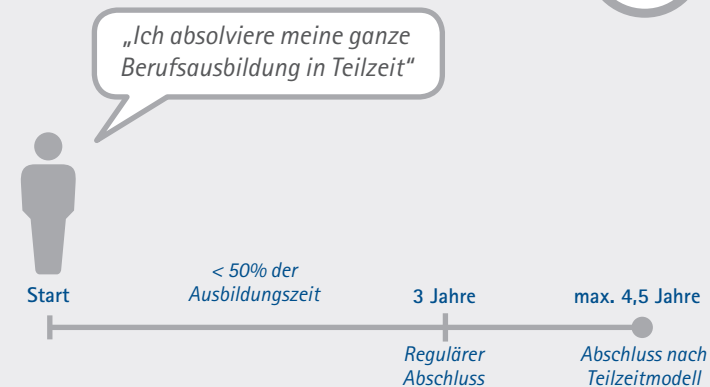 „Ich absolviere meine ganze
Berufsausbildung in Teilzeit“
< 50% der
Ausbildungszeit
Start
3 Jahre
max. 4,5 Jahre
Regulärer
Abschluss
Abschluss nach
Teilzeitmodell